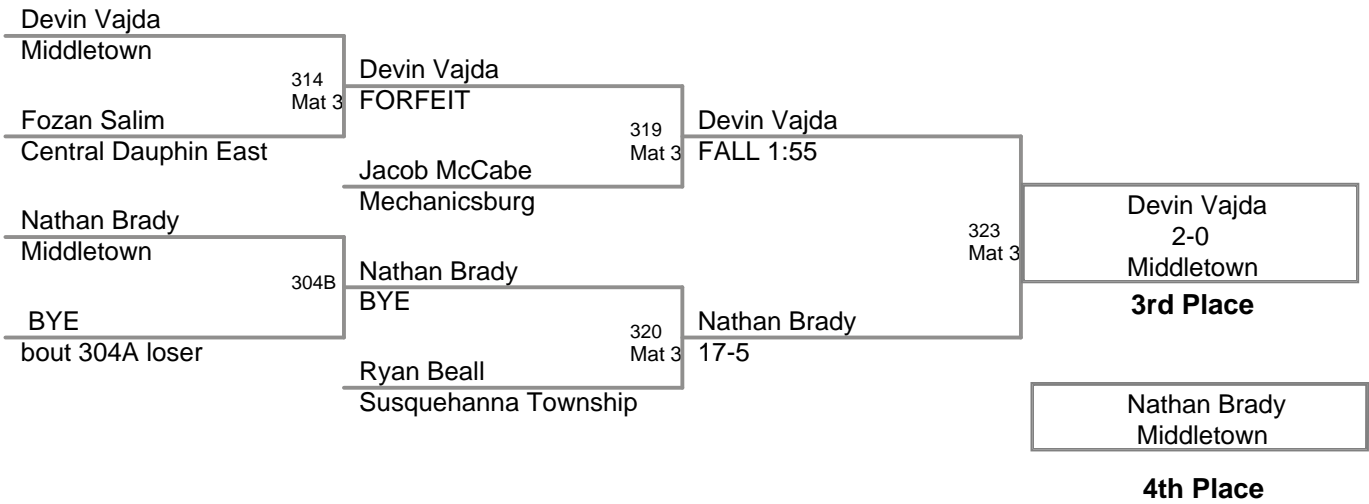 Devin Vajda
Middletown
314
Mat 3
Fozan Salim
Central Dauphin East
Devin Vajda
FORFEIT
319
Mat 3
Jacob McCabe
Mechanicsburg
Devin Vajda
FALL 1:55
Nathan Brady
Middletown
304B
BYE
bout 304A loser
Nathan Brady
BYE
320
Mat 3
Ryan Beall
Susquehanna Township
Nathan Brady
17-5
323
Mat 3
Devin Vajda
2-0
Middletown
3rd Place
Nathan Brady
Middletown
4th Place